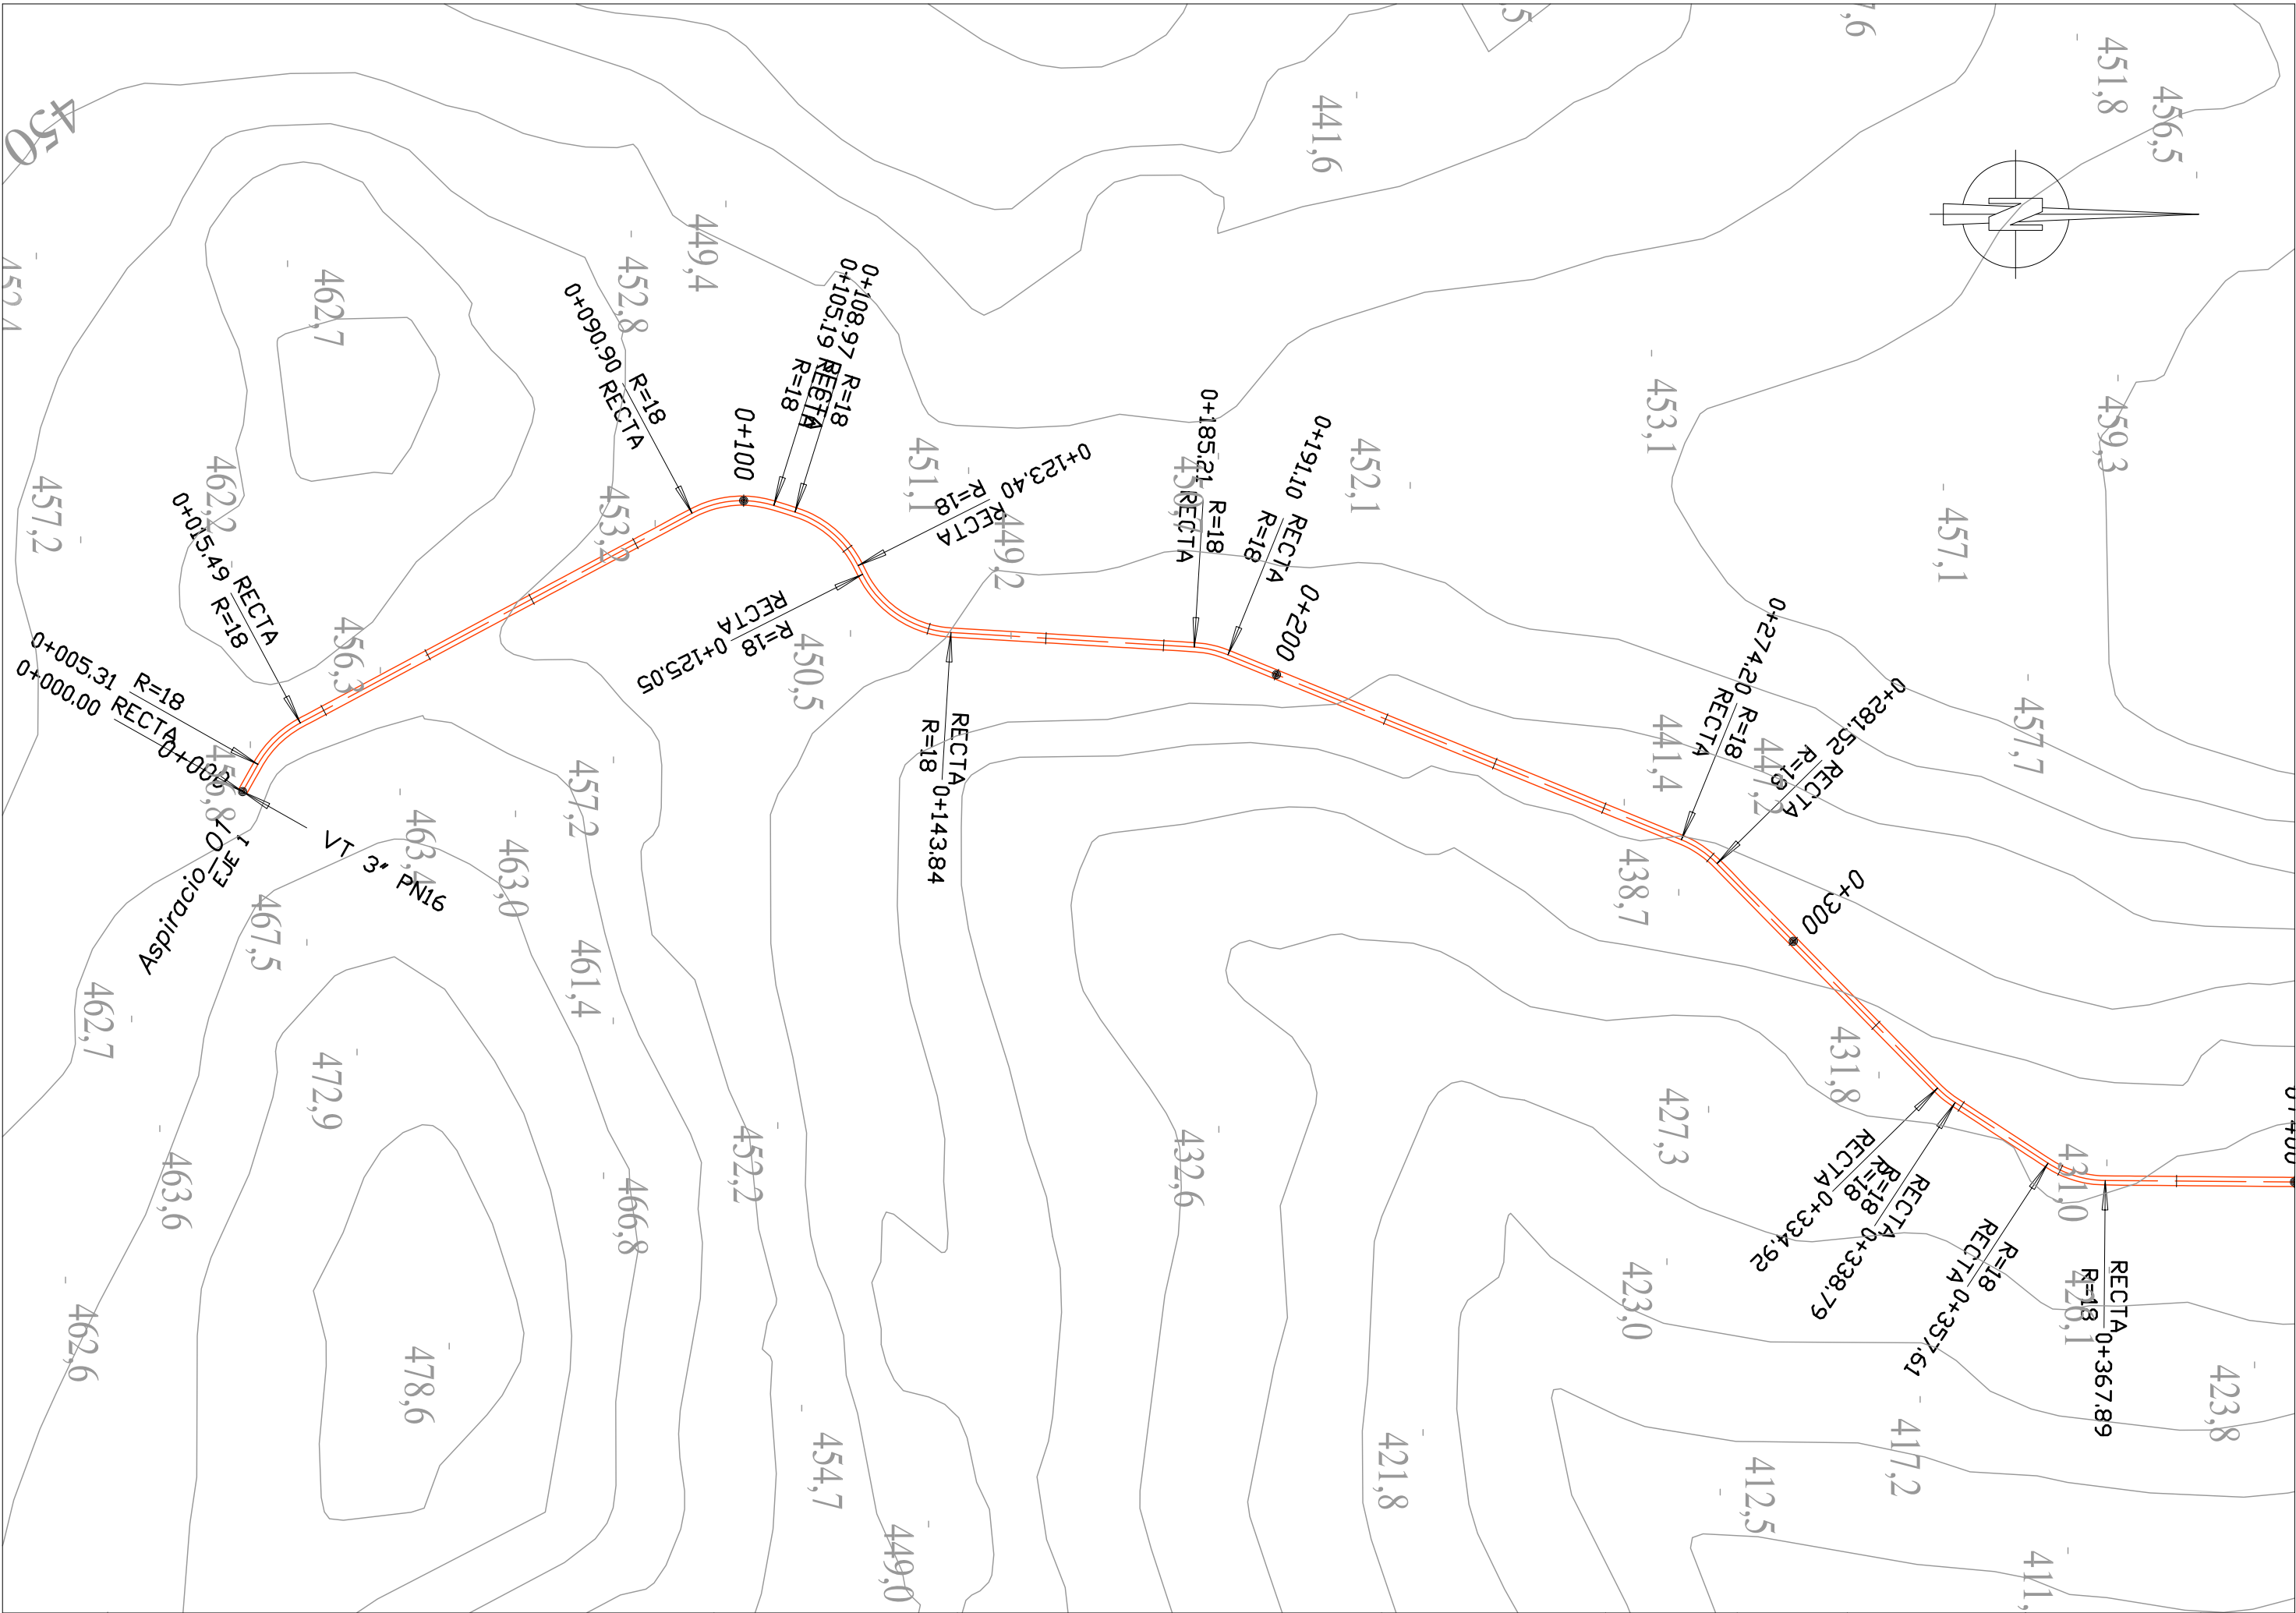 451,8
456,5
441,6
450
449,4
452,8
462,7
0+108.97 R=18
0+105.19 RECTA
R=18
0+090.90 R=18
RECTA
0+100
453,1
459,3
0+185.21 R=18
RECTA
0+191.10 RECTA
R=18
452,1
451,1
0+123.40 RECTA
R=18
449,2
457,1
462,2
457,2
453,2
0+015.49 RECTA
R=18
0+200
0+274.20 R=18
RECTA
0+281.52 RECTA
R=18
456,3
R=18
RECTA 0+125.05
450,5
0+005.31 R=18
0+000.00 RECTA
0+000
456,8
441,4
447,2
457,7
RECTA
R=18 0+143.84
457,2
VT 3" PN16
Aspiracio_01
EJE 1
463,4
463,0
467,5
438,7
0+300
461,4
462,7
472,9
431,8
427,3
452,2
432,6
463,6
466,8
RECTA 0+334.92
R=18
RECTA 0+338.79
R=18
431,0
R=18
RECTA 0+357.61
RECTA
R=18 0+367.89
0+400
423,0
462,6
478,6
423,8
454,7
421,8
417,2
412,5
449,0